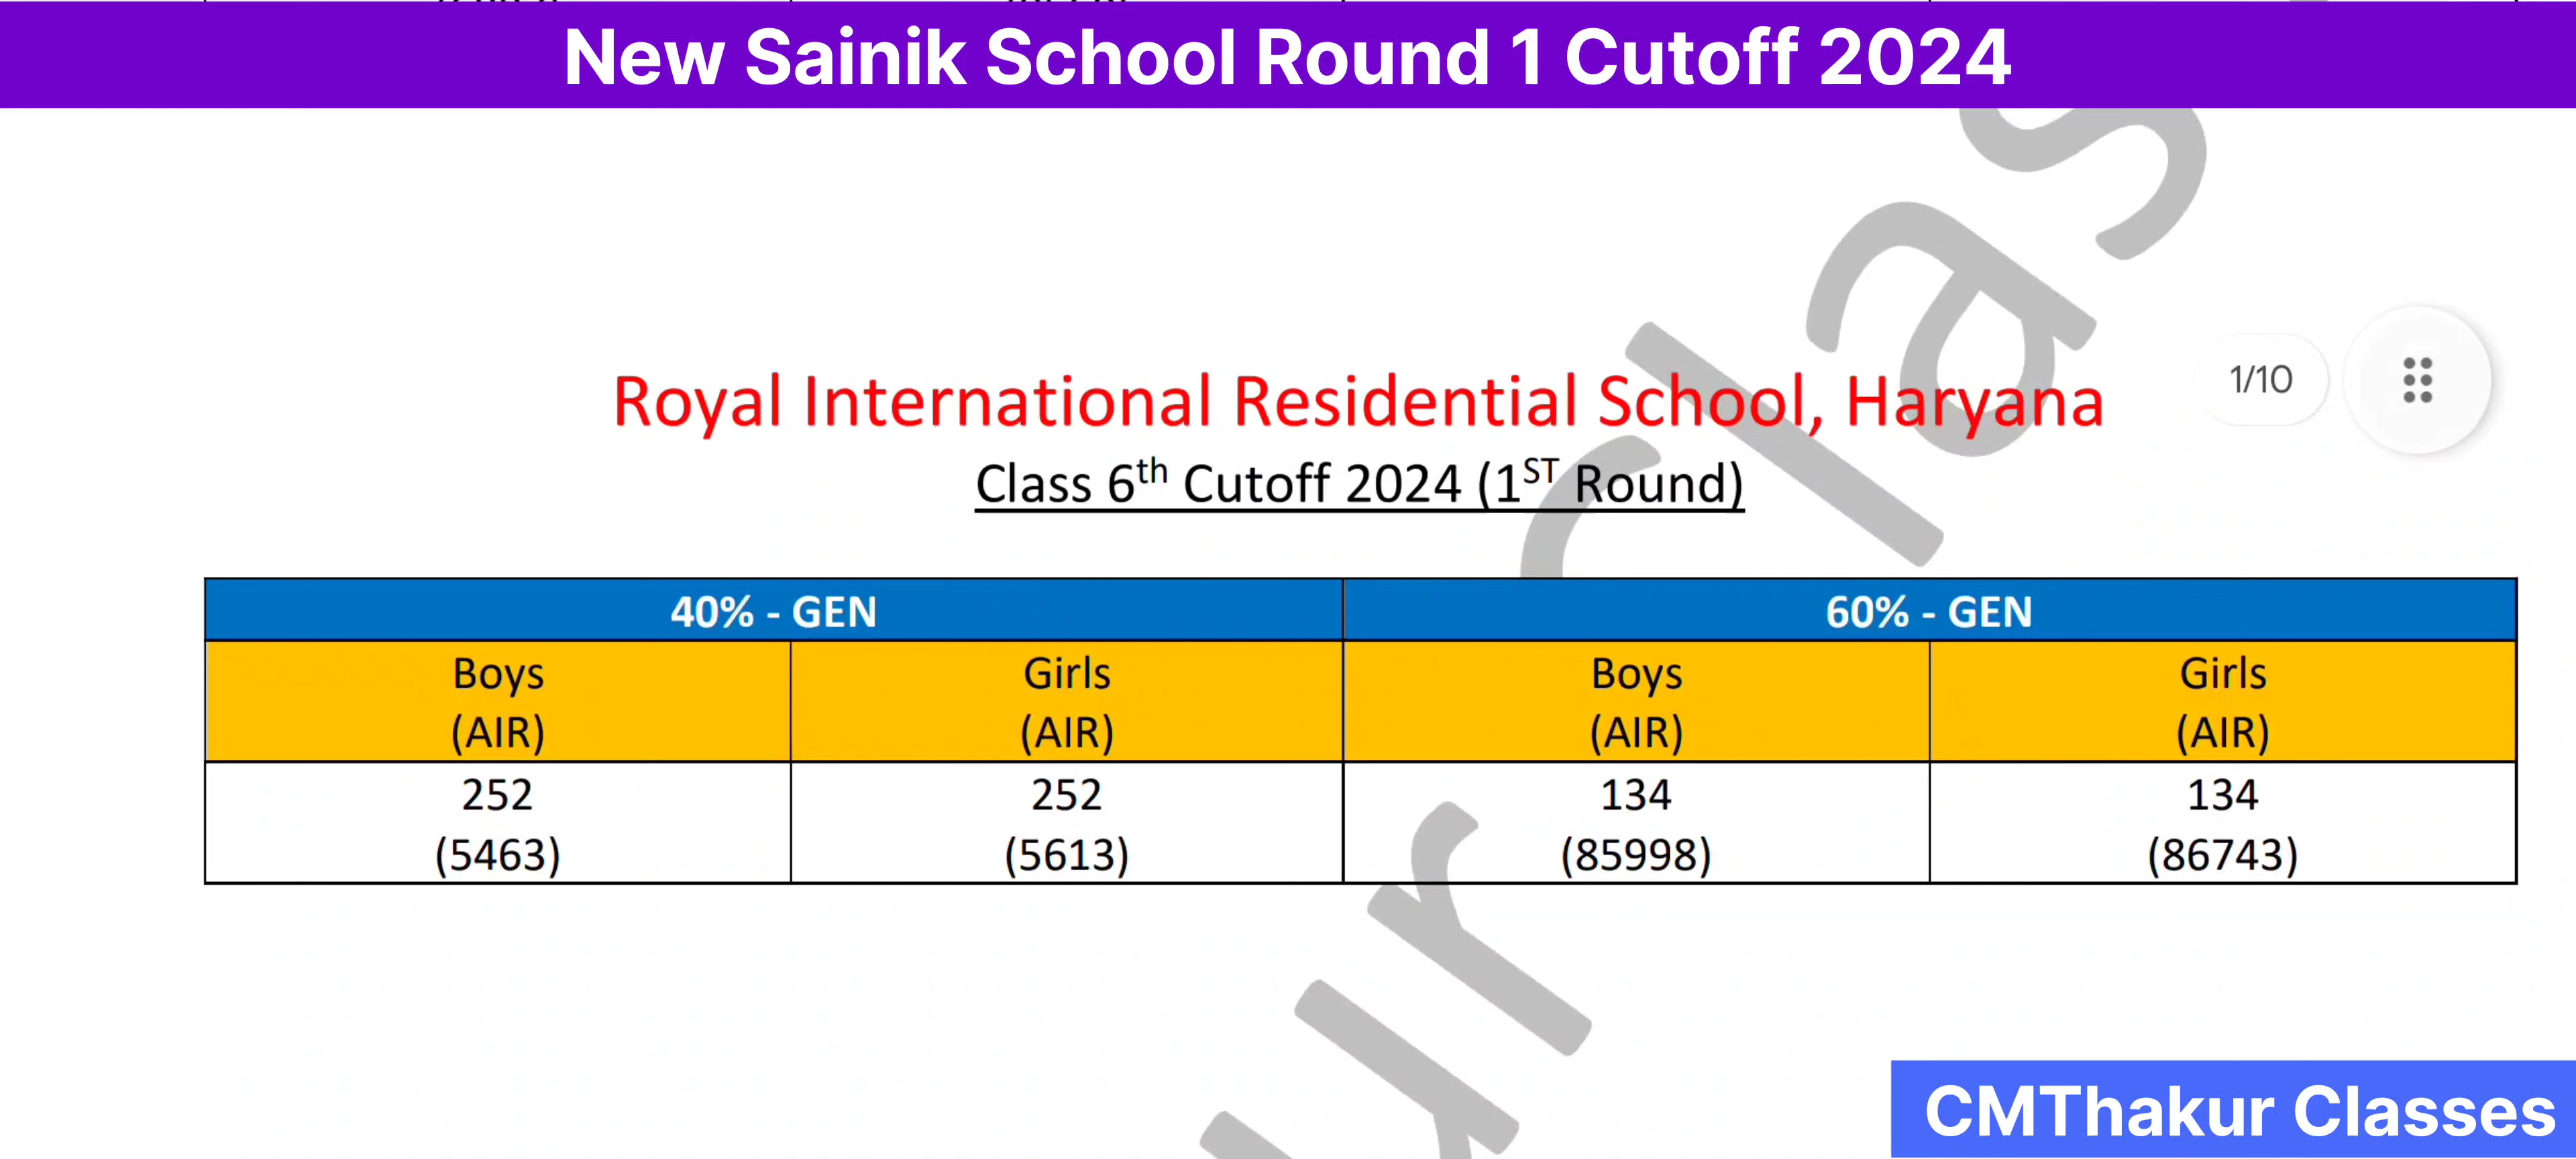 New Sainik School Round 1 Cutoff 2024
Royal International Residential School, Haryana
1/10
Class 6th Cutoff 2024 (1ST Round)
40% - GEN 60% - GEN
Boys Girls Boys Girls
(AIR) (AIR) (AIR) (AIR)
252 252 134 134
(5463) (5613) (85998) (86743)
CMThakur Classes